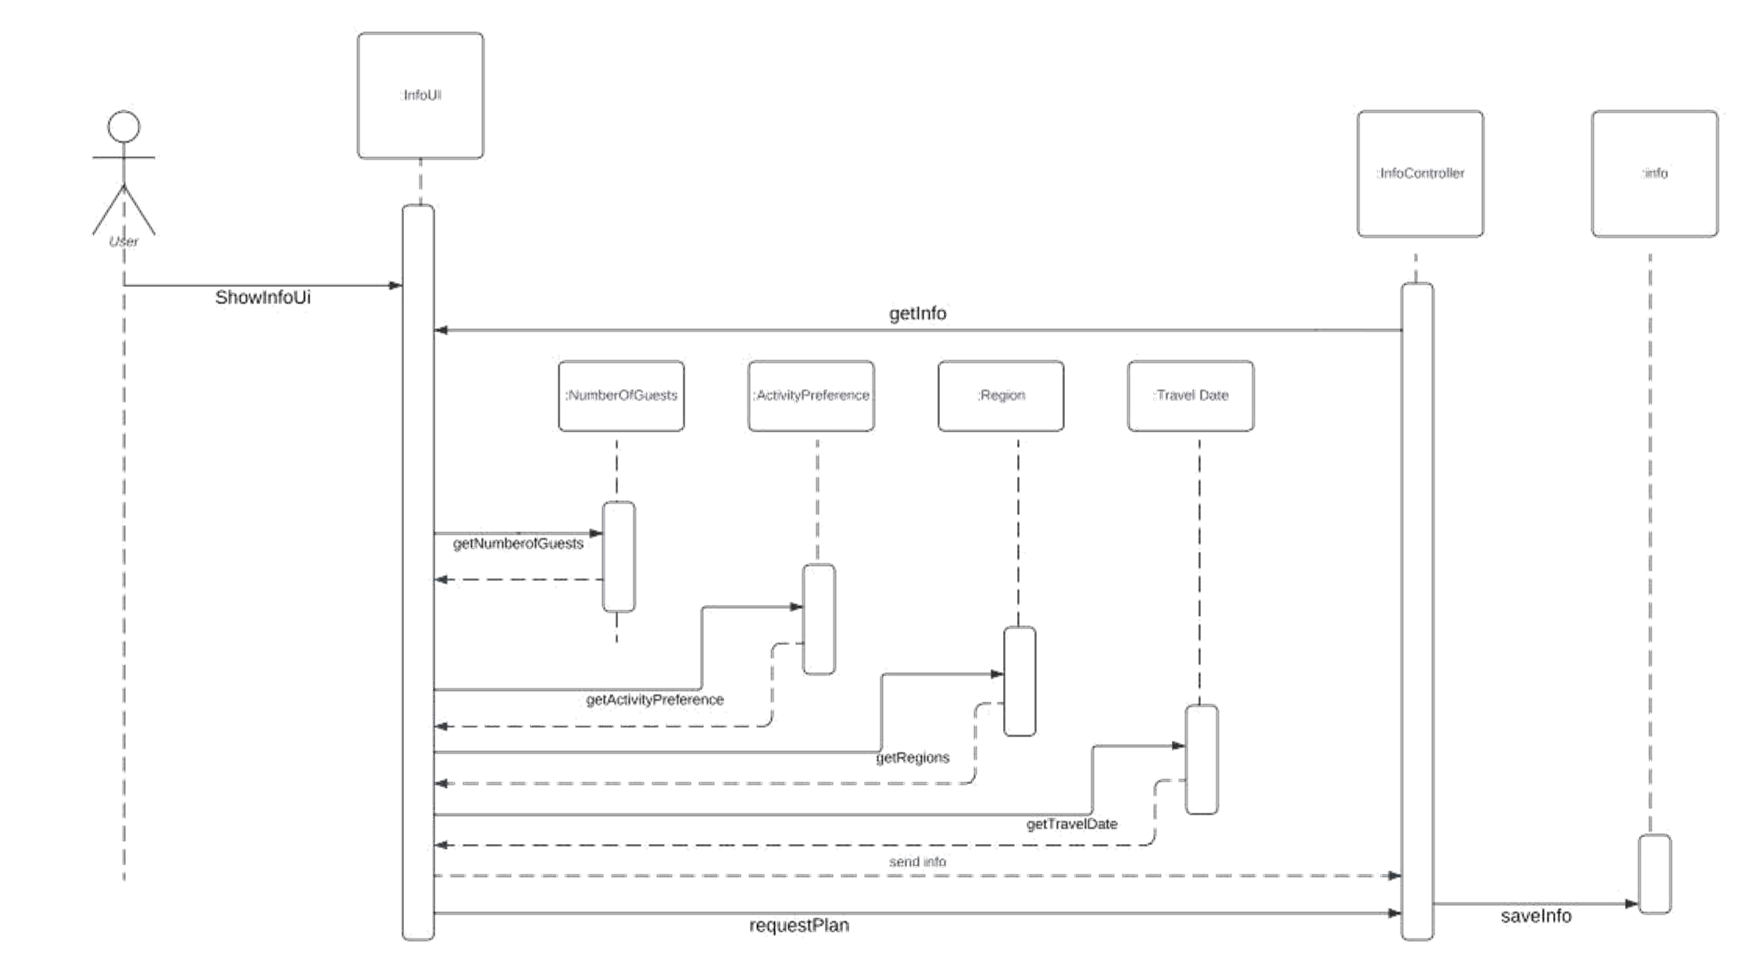 :InfoUI
:InfoController
:info
User
ShowInfoUi
getInfo
:NumberOfGuests
:ActivityPreference
:Region
:Travel Date
getNumberofGuests
getActivityPreference
getRegions
getTravelDate
send info
saveInfo
requestPlan